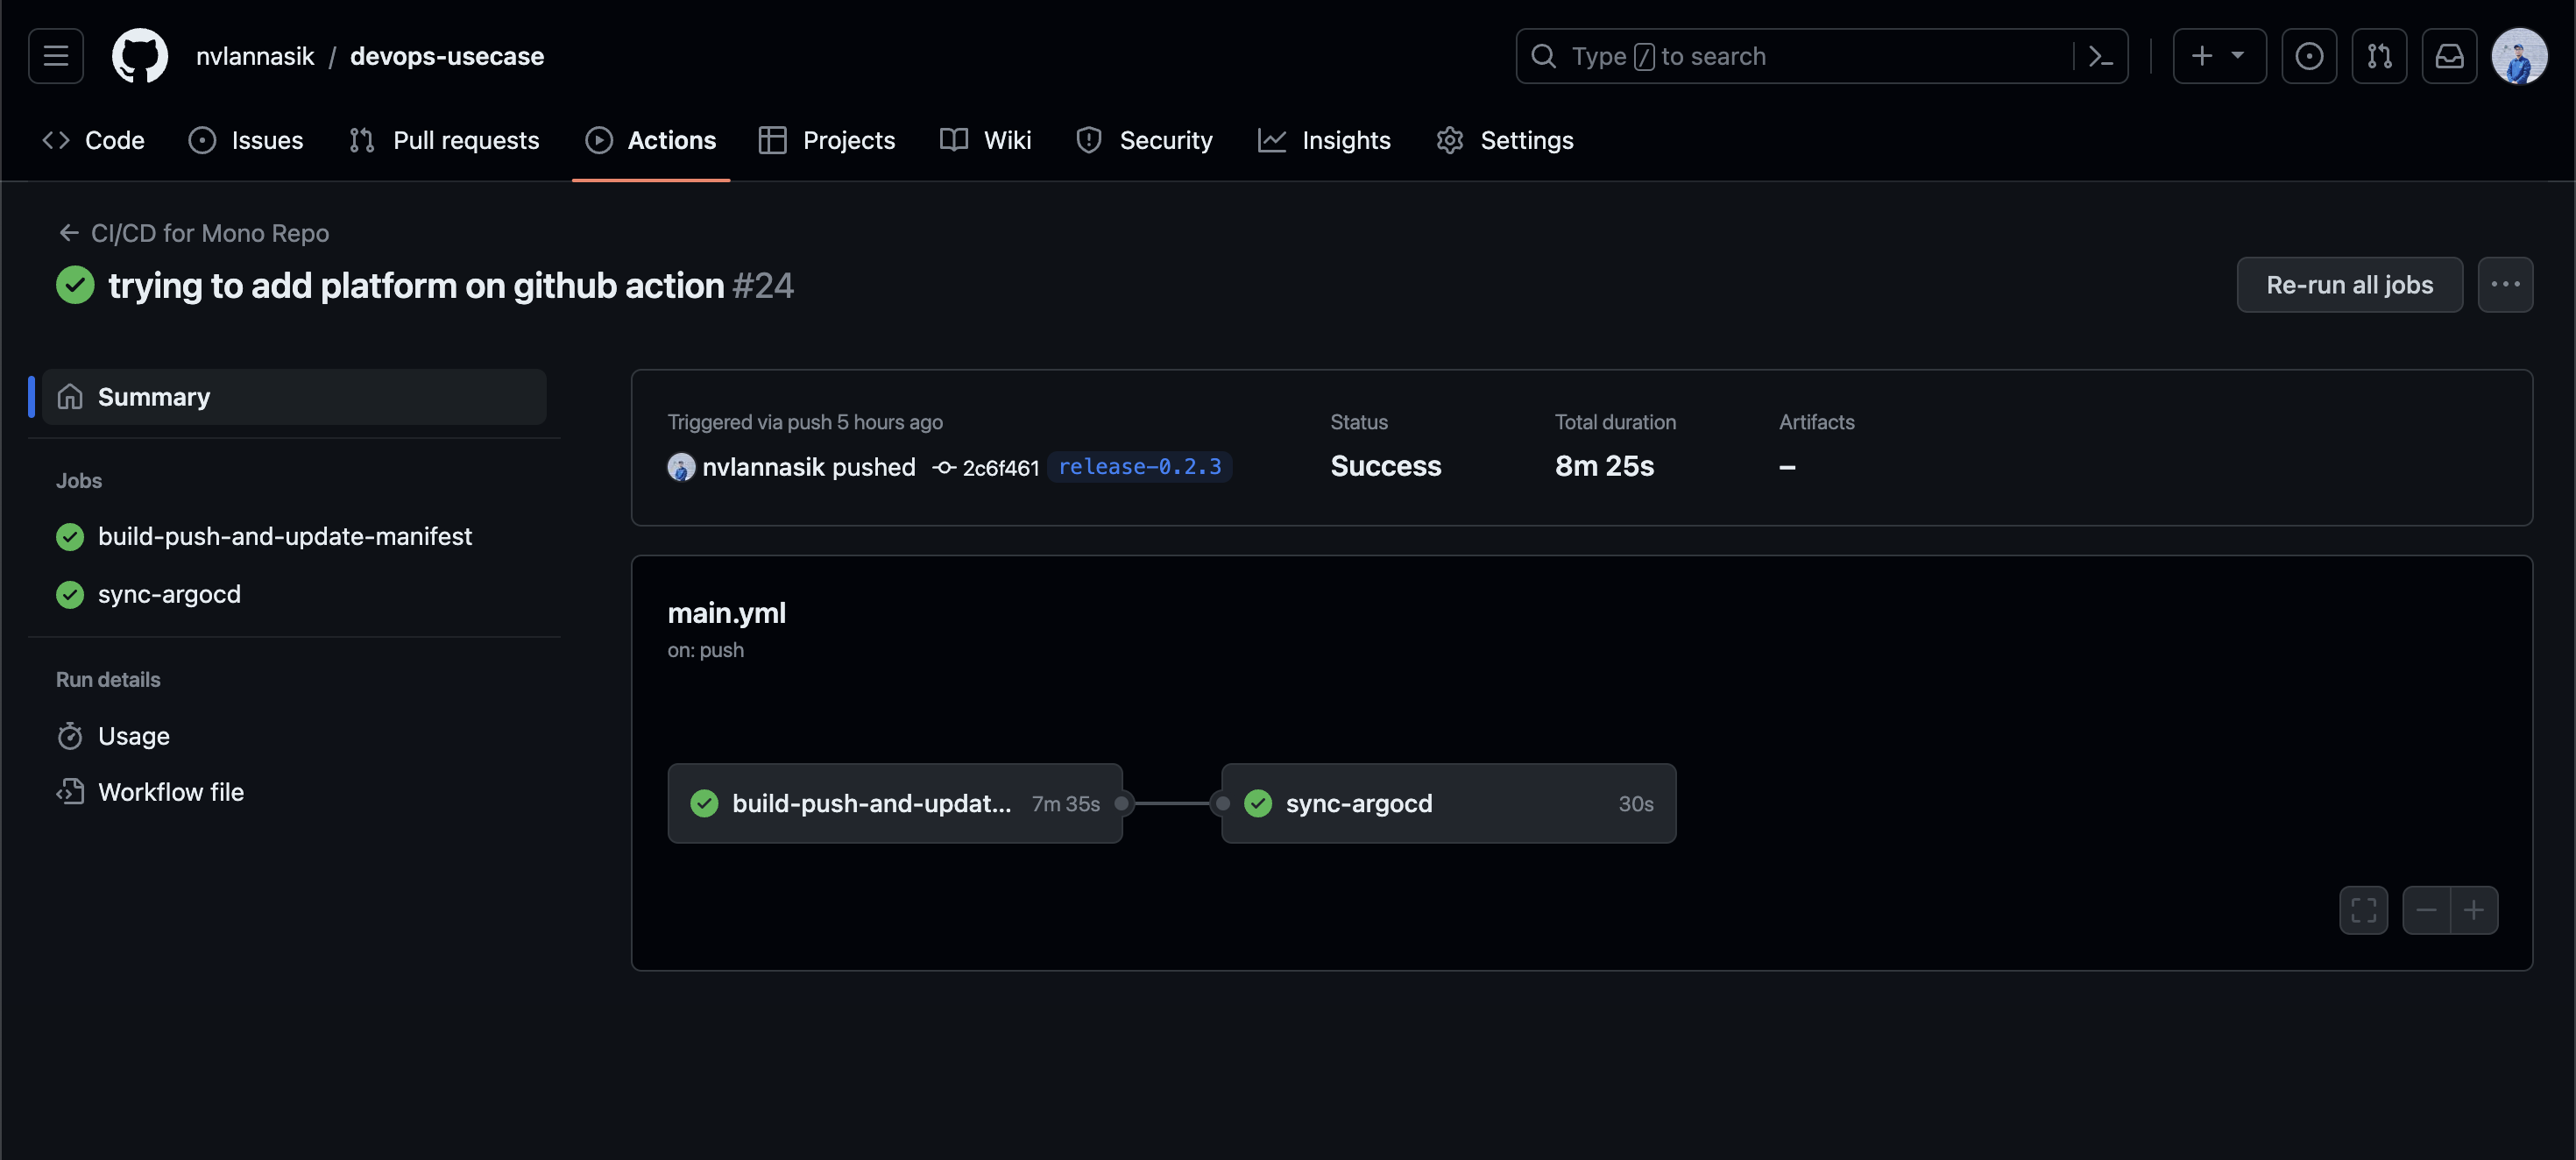 nvlannasik / devops-usecase
Type / to search
Code Issues Pull requests Actions Projects Wiki Security Insights Settings
CI/CD for Mono Repo
trying to add platform on github action #24
Re-run all jobs
Summary
Jobs
build-push-and-update-manifest
sync-argocd
Run details
Usage
Workflow file
Triggered via push 5 hours ago
nvlannasik pushed 2c6f461 release-0.2.3
Status
Success
Total duration
8m 25s
Artifacts
–
main.yml
on: push
build-push-and-updat... 7m 35s
sync-argocd 30s